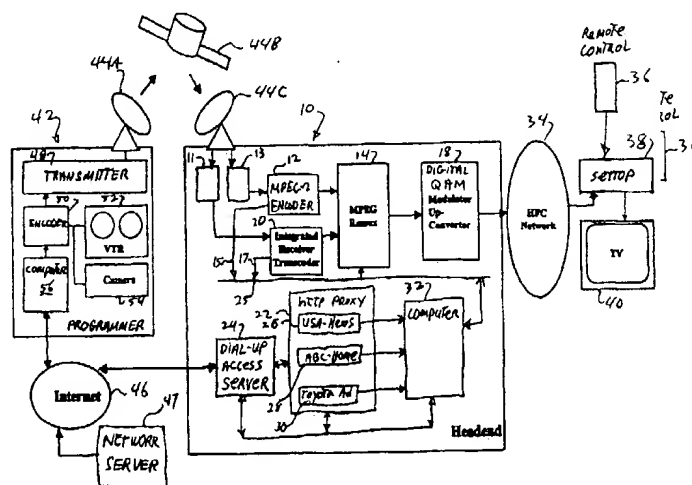 44B
44A
44C
REMOTE
CONTROL
36
42
10
34
48
TRANSMITTER
11
13
12
MPEG-2
ENCODER
14
MPEG
Remux
18
DIGITAL
QAM
Modulator
Up-
Converter
HFC
Network
38
SETTOP
50
ENCODER
52
VTR
20
Integrated
Receiver
Transcoder
15
17
25
TV
40
COMPUTER
56
Camera
54
PROGRAMMER
24
DIAL-UP
ACCESS
SERVER
22
26
HTTP PROXY
USA-News
28
ABC-Home
30
Toyota Ad
32
COMPUTER
Headend
Internet
46
47
NETWORK
SERVER